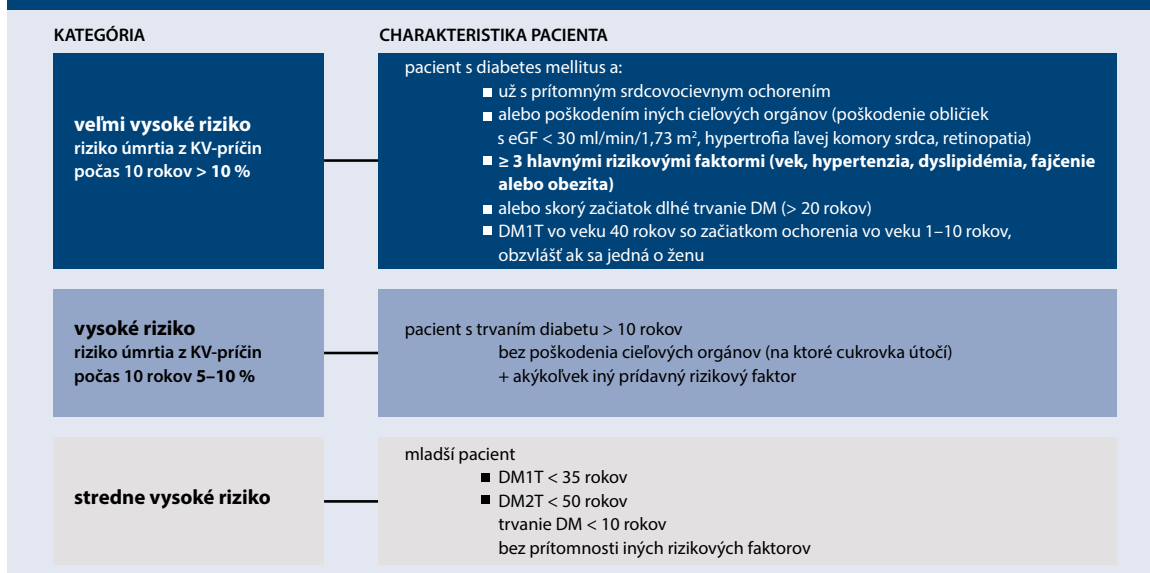 KATEGÓRIA
CHARAKTERISTIKA PACIENTA
veľmi vysoké riziko
riziko úmrtia z KV-príčin
počas 10 rokov > 10 %
pacient s diabetes mellitus a:
■ už s prítomným srdcovocievnym ochorením
■ alebo poškodením iných cieľových orgánov (poškodenie obličiek
s eGF < 30 ml/min/1,73 m², hypertrofia ľavej komory srdca, retinopatia)
■ ≥ 3 hlavnými rizikovými faktormi (vek, hypertenzia, dyslipidémia, fajčenie
alebo obezita)
■ alebo skorý začiatok dlhé trvanie DM (> 20 rokov)
■ DM1T vo veku 40 rokov so začiatkom ochorenia vo veku 1–10 rokov,
obzvlášť ak sa jedná o ženu
vysoké riziko
riziko úmrtia z KV-príčin
počas 10 rokov 5–10 %
pacient s trvaním diabetu > 10 rokov
bez poškodenia cieľových orgánov (na ktoré cukrovka útočí)
+ akýkoľvek iný prídavný rizikový faktor
stredne vysoké riziko
mladší pacient
■ DM1T < 35 rokov
■ DM2T < 50 rokov
trvanie DM < 10 rokov
bez prítomnosti iných rizikových faktorov